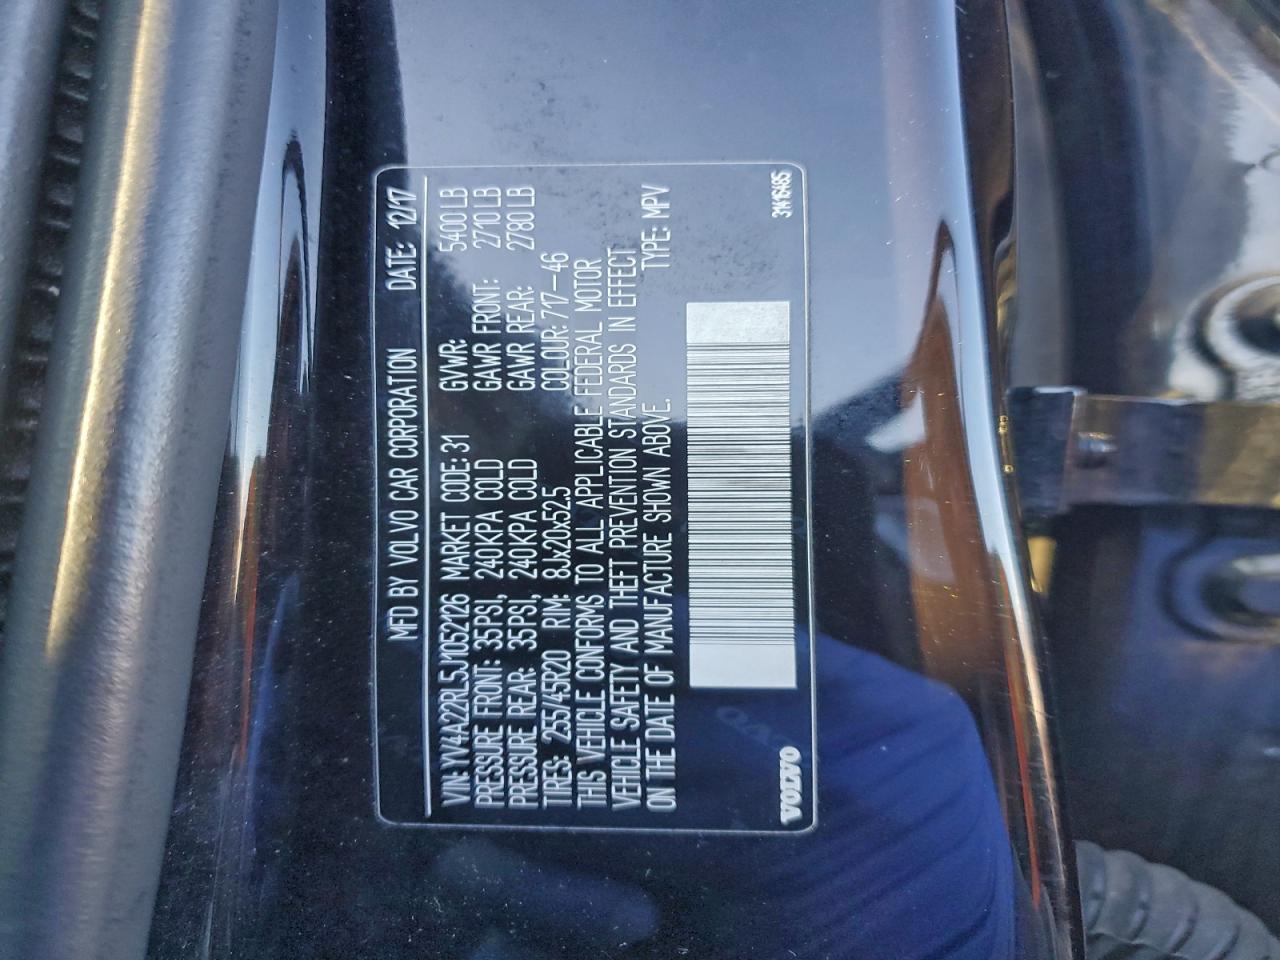 MFD BY VOLVO CAR CORPORATION DATE: 12/17
VIN: YV4A22RL5J1052126 MARKET CODE: 31 GVWR: 5400 LB
PRESSURE FRONT: 35PSI, 240KPA COLD GAWR FRONT: 2710 LB
PRESSURE REAR: 35PSI, 240KPA COLD GAWR REAR: 2780 LB
TIRES: 255/45R20 RIM: 8Jx20x52.5 COLOUR: 717--46
THIS VEHICLE CONFORMS TO ALL APPLICABLE FEDERAL MOTOR
VEHICLE SAFETY AND THEFT PREVENTION STANDARDS IN EFFECT
ON THE DATE OF MANUFACTURE SHOWN ABOVE. TYPE: MPV
VOLVO 31416485